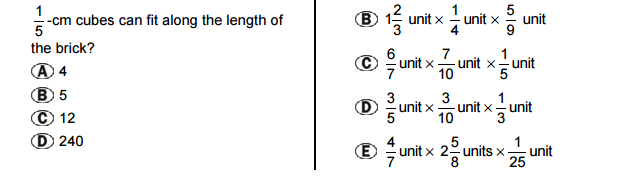 1/5-cm cubes can fit along the length of
the brick?
Ⓐ 4
Ⓑ 5
Ⓒ 12
Ⓓ 240
Ⓑ 1 2/3 unit × 1/4 unit × 5/9 unit
Ⓒ 6/7 unit × 7/10 unit × 1/5 unit
Ⓓ 3/5 unit × 3/10 unit × 1/3 unit
Ⓔ 4/7 unit × 2 5/8 units × 1/25 unit